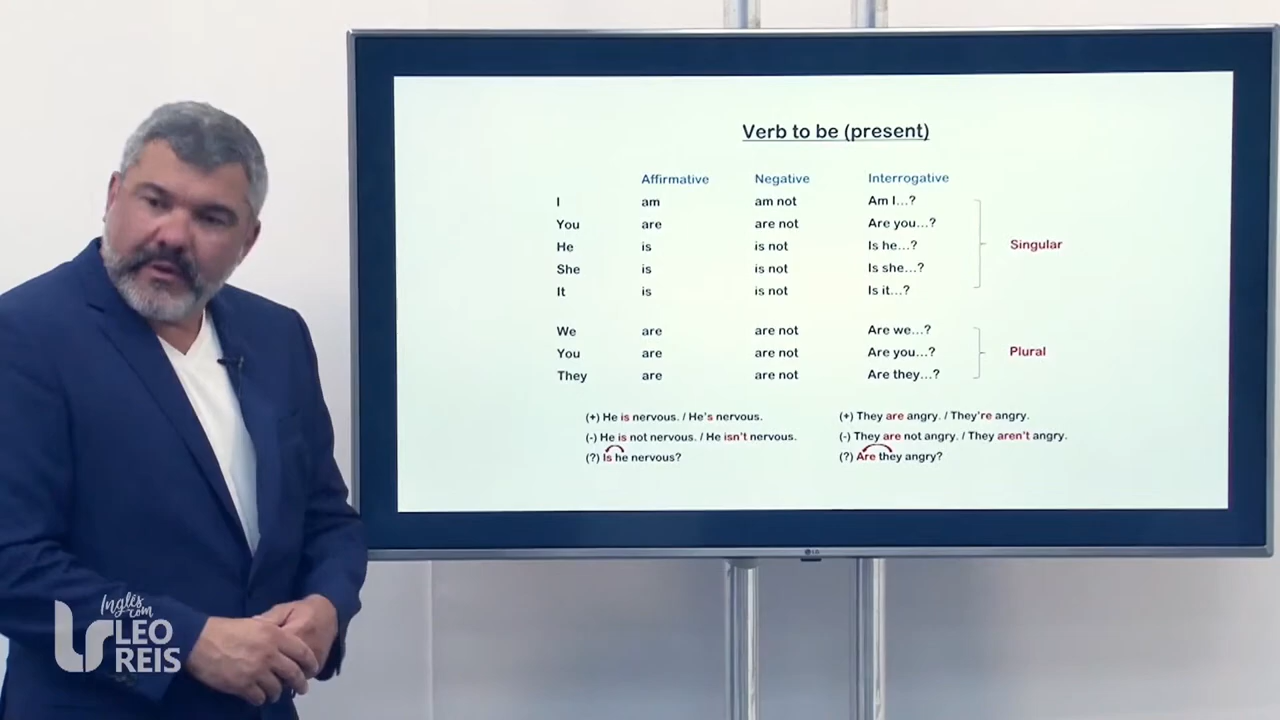 Verb to be (present)
Affirmative Negative Interrogative
I am am not Am I...?
You are are not Are you...?
He is is not Is he...?
She is is not Is she...?
It is is not Is it...?
Singular
We are are not Are we...?
You are are not Are you...?
They are are not Are they...?
Plural
(+) He is nervous. / He's nervous.
(-) He is not nervous. / He isn't nervous.
(?) Is he nervous?
(+) They are angry. / They're angry.
(-) They are not angry. / They aren't angry.
(?) Are they angry?
LG
Inglês
com
LEO
REIS